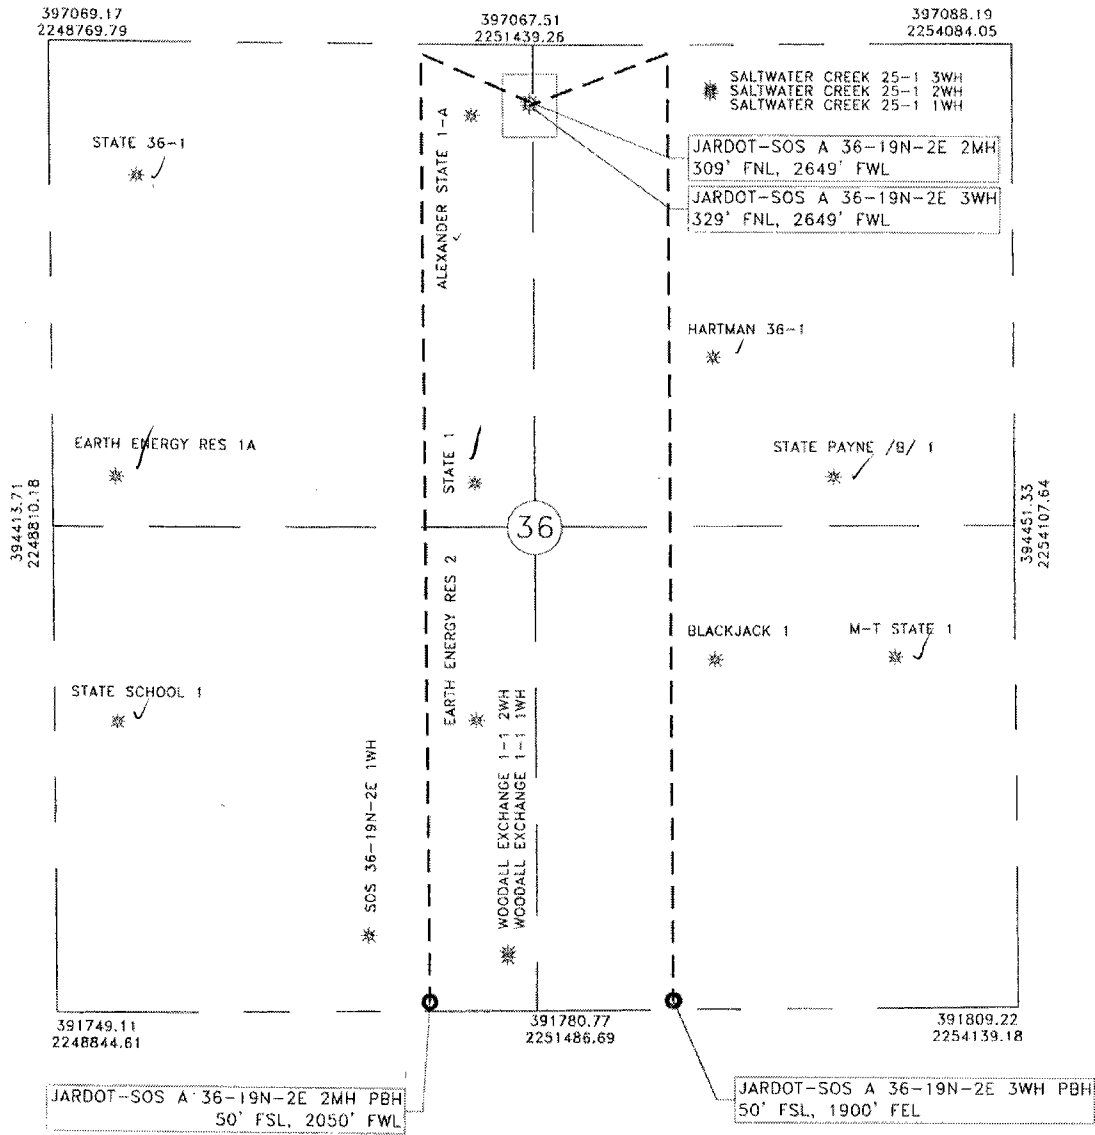 397069.17
2248769.79
397067.51
2251439.26
397088.19
2254084.05
SALTWATER CREEK 25-1 3WH
SALTWATER CREEK 25-1 2WH
SALTWATER CREEK 25-1 1WH
STATE 36-1
ALEXANDER STATE 1-A
JARDOT-SOS A 36-19N-2E 2MH
309' FNL, 2649' FWL
JARDOT-SOS A 36-19N-2E 3WH
329' FNL, 2649' FWL
HARTMAN 36-1
EARTH ENERGY RES 1A
STATE 1
STATE PAYNE /B/ 1
394413.71
2248810.18
36
394451.33
2254107.64
EARTH ENERGY RES 2
BLACKJACK 1
M-T STATE 1
STATE SCHOOL 1
SOS 36-19N-2E 1WH
WOODALL EXCHANGE 1-1 2WH
WOODALL EXCHANGE 1-1 1WH
391749.11
2248844.61
391780.77
2251486.69
391809.22
2254139.18
JARDOT-SOS A 36-19N-2E 2MH PBH
50' FSL, 2050' FWL
JARDOT-SOS A 36-19N-2E 3WH PBH
50' FSL, 1900' FEL